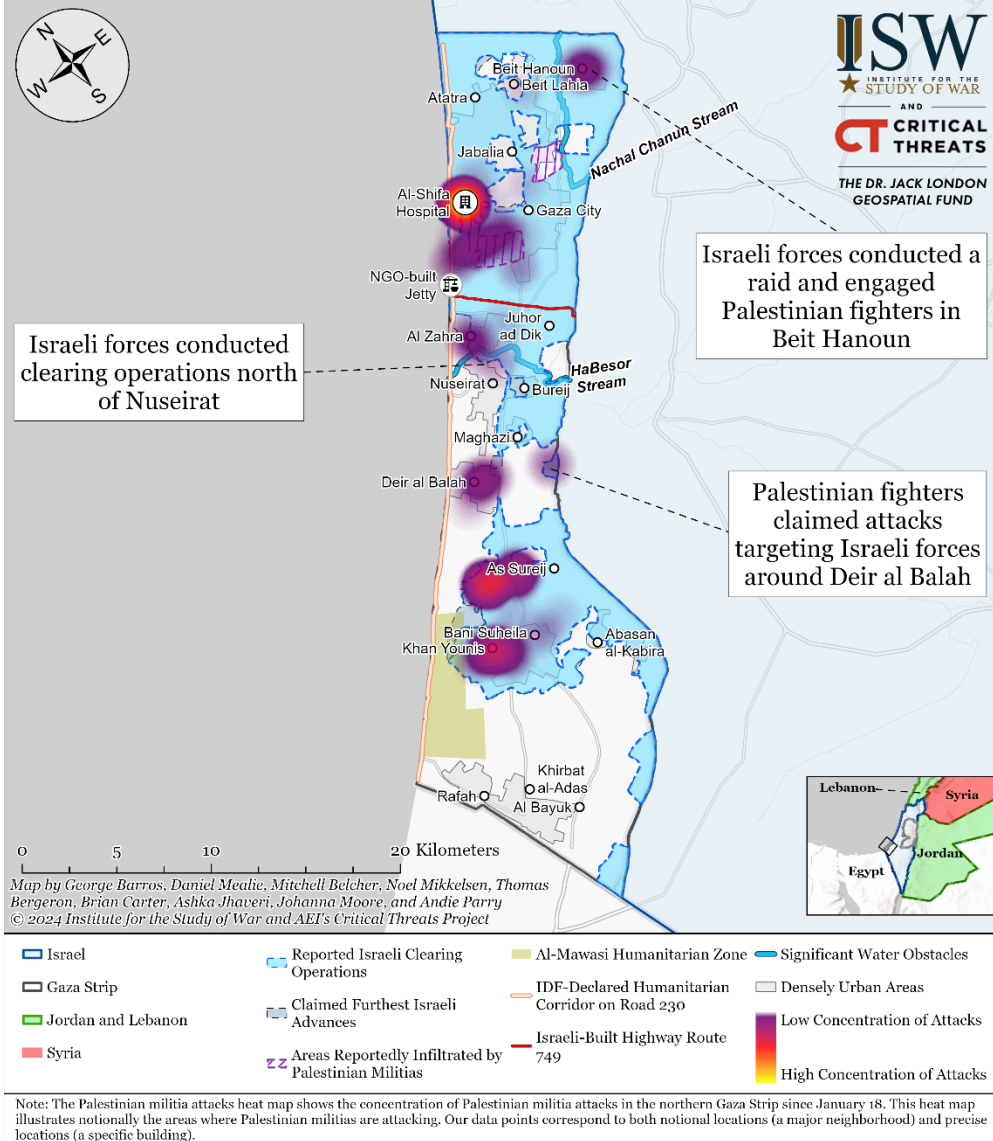 N
E
W
S
ISW
INSTITUTE FOR THE
STUDY OF WAR
AND
CT CRITICAL
THREATS
THE DR. JACK LONDON
GEOSPATIAL FUND
Beit Hanoun
Beit Lahia
Atatra
Nachal Chanun Stream
Jabalia
Al-Shifa
Hospital
Gaza City
Israeli forces conducted a
raid and engaged
Palestinian fighters in
Beit Hanoun
NGO-built
Jetty
Juhor
ad Dik
Al Zahra
Israeli forces conducted
clearing operations north
of Nuseirat
HaBesor
Stream
Nuseirat
Bureij
Maghazi
Deir al Balah
Palestinian fighters
claimed attacks
targeting Israeli forces
around Deir al Balah
As Sureij
Bani Suheila
Khan Younis
Abasan
al-Kabira
Khirbat
al-Adas
Rafah
Al Bayuk
Lebanon
Syria
Jordan
Egypt
0 5 10 20 Kilometers
Map by George Barros, Daniel Mealie, Mitchell Belcher, Noel Mikkelsen, Thomas
Bergeron, Brian Carter, Ashka Jhaveri, Johanna Moore, and Andie Parry
© 2024 Institute for the Study of War and AEI's Critical Threats Project
Israel
Gaza Strip
Jordan and Lebanon
Syria
Reported Israeli Clearing
Operations
Claimed Furthest Israeli
Advances
Areas Reportedly Infiltrated by
Palestinian Militias
Al-Mawasi Humanitarian Zone
IDF-Declared Humanitarian
Corridor on Road 230
Israeli-Built Highway Route
749
Significant Water Obstacles
Densely Urban Areas
Low Concentration of Attacks
High Concentration of Attacks
Note: The Palestinian militia attacks heat map shows the concentration of Palestinian militia attacks in the northern Gaza Strip since January 18. This heat map
illustrates notionally the areas where Palestinian militias are attacking. Our data points correspond to both notional locations (a major neighborhood) and precise
locations (a specific building).